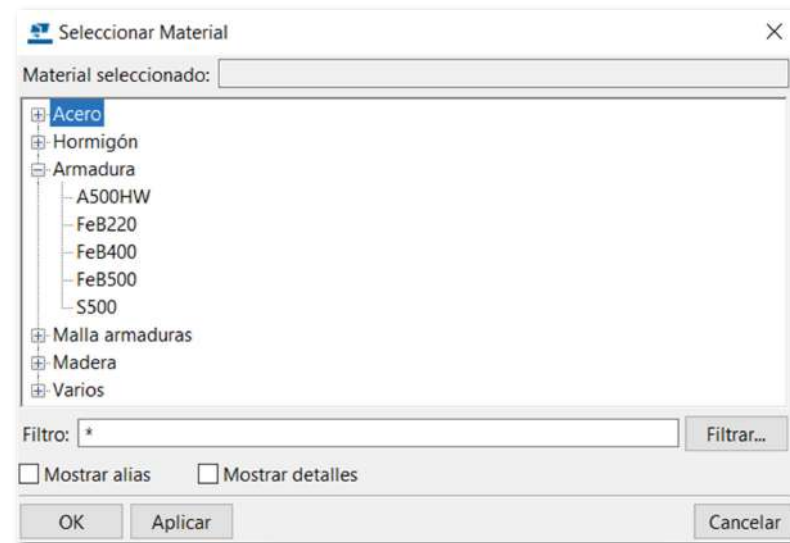 Seleccionar Material
Material seleccionado:
Acero
Hormigón
Armadura
A500HW
FeB220
FeB400
FeB500
S500
Malla armaduras
Madera
Varios
Filtro: * Filtrar...
Mostrar alias Mostrar detalles
OK Aplicar Cancelar